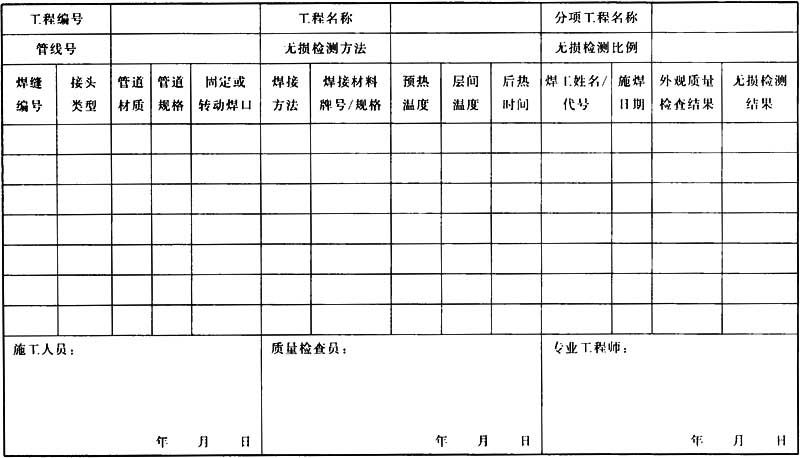 工程编号 工程名称 分项工程名称
管线号 无损检测方法 无损检测比例
焊缝 接头 管道 管道 固定或 焊接 焊接材料 预热 层间 后热 焊工姓名/ 施焊 外观质量 无损检测
编号 类型 材质 规格 转动焊口 方法 牌号/规格 温度 温度 时间 代号 日期 检查结果 结果
施工人员： 质量检查员： 专业工程师：
年 月 日 年 月 日 年 月 日